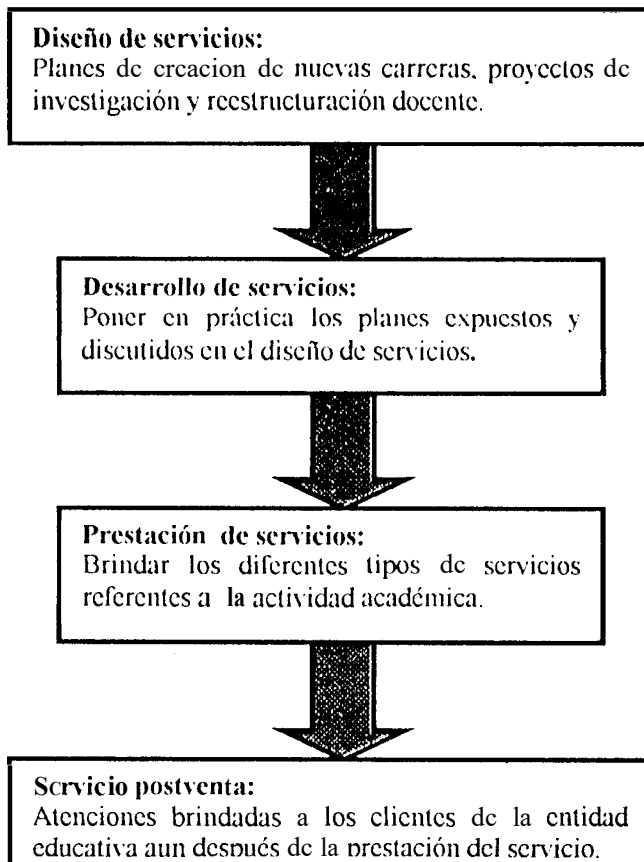 Diseño de servicios:
Planes de creacion de nuevas carreras, proyectos de
investigación y reestructuración docente.
Desarrollo de servicios:
Poner en práctica los planes expuestos y
discutidos en el diseño de servicios.
Prestación de servicios:
Brindar los diferentes tipos de servicios
referentes a la actividad académica.
Servicio postventa:
Atenciones brindadas a los clientes de la entidad
educativa aun después de la prestación del servicio.